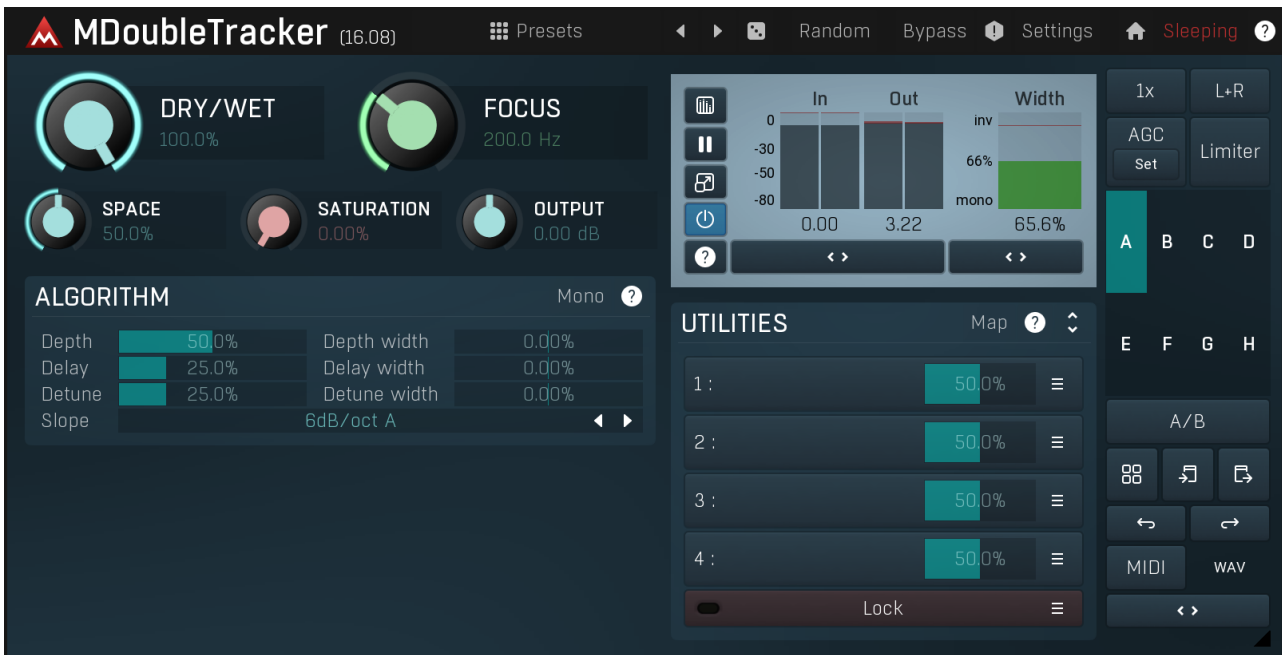 MDoubleTracker (16.08) Presets Random Bypass Settings Sleeping ?
DRY/WET
100.0%
FOCUS
200.0 Hz
SPACE
50.0%
SATURATION
0.00%
OUTPUT
0.00 dB
ALGORITHM Mono ?
Depth 50.0% Depth width 0.00%
Delay 25.0% Delay width 0.00%
Detune 25.0% Detune width 0.00%
Slope 6dB/oct A
In Out Width
0 inv
-30
66%
-50
-80 mono
0.00 3.22 65.6%
?
UTILITIES Map ?
1 : 50.0%
2 : 50.0%
3 : 50.0%
4 : 50.0%
Lock
1x L+R
AGC
Set
Limiter
A B C D
E F G H
A/B
MIDI WAV